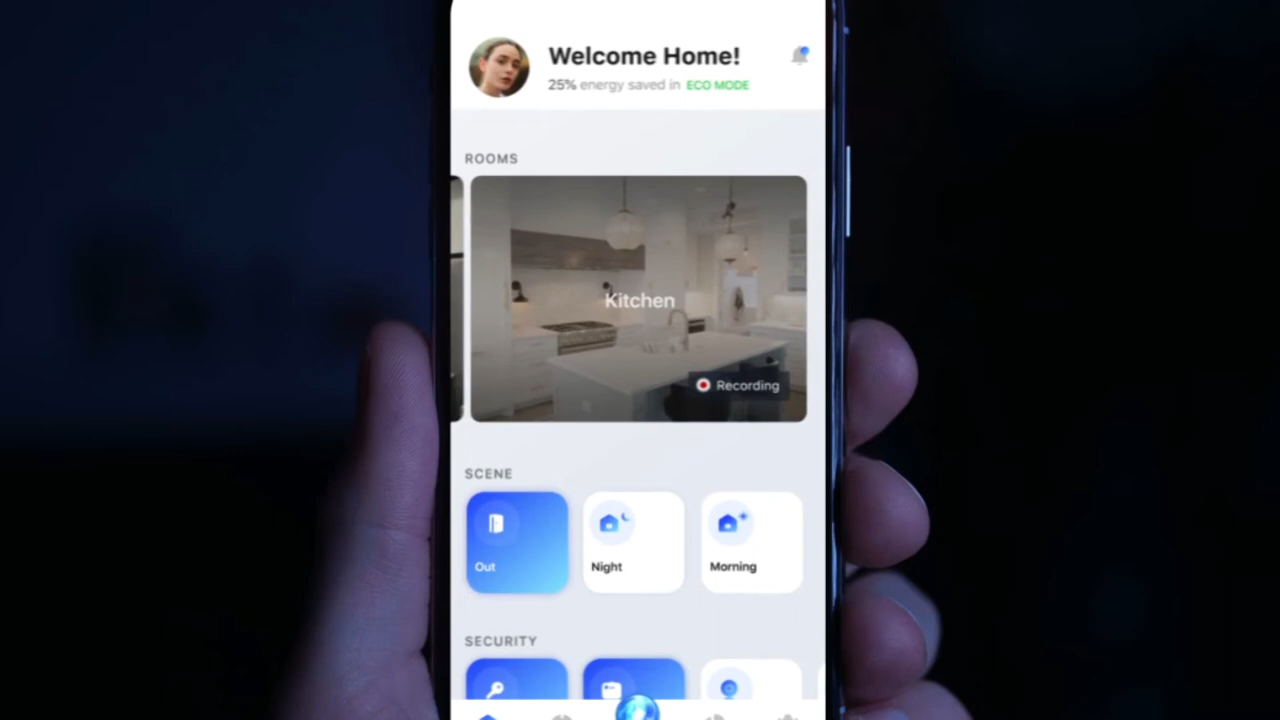 Welcome Home!
25% energy saved in ECO MODE
ROOMS
Kitchen
Recording
SCENE
Out
Night
Morning
SECURITY